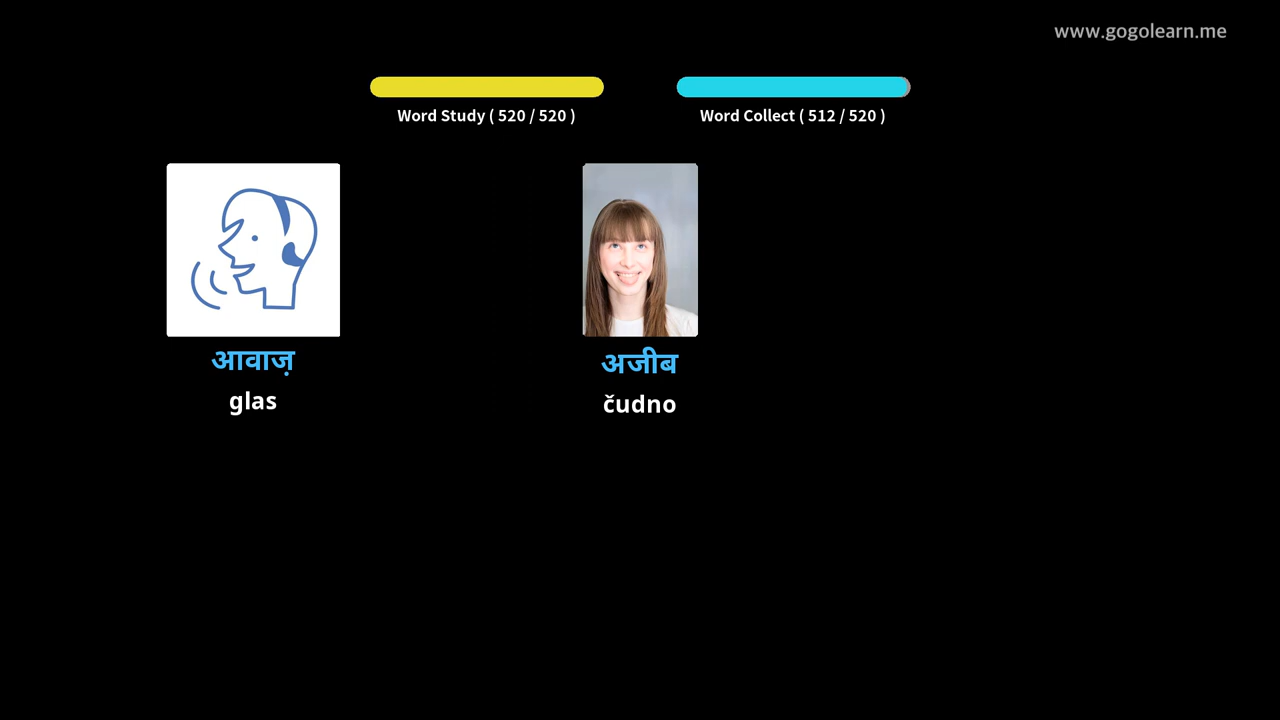 www.gogolearn.me
Word Study ( 520 / 520 )
Word Collect ( 512 / 520 )
आवाज़
glas
अजीब
čudno